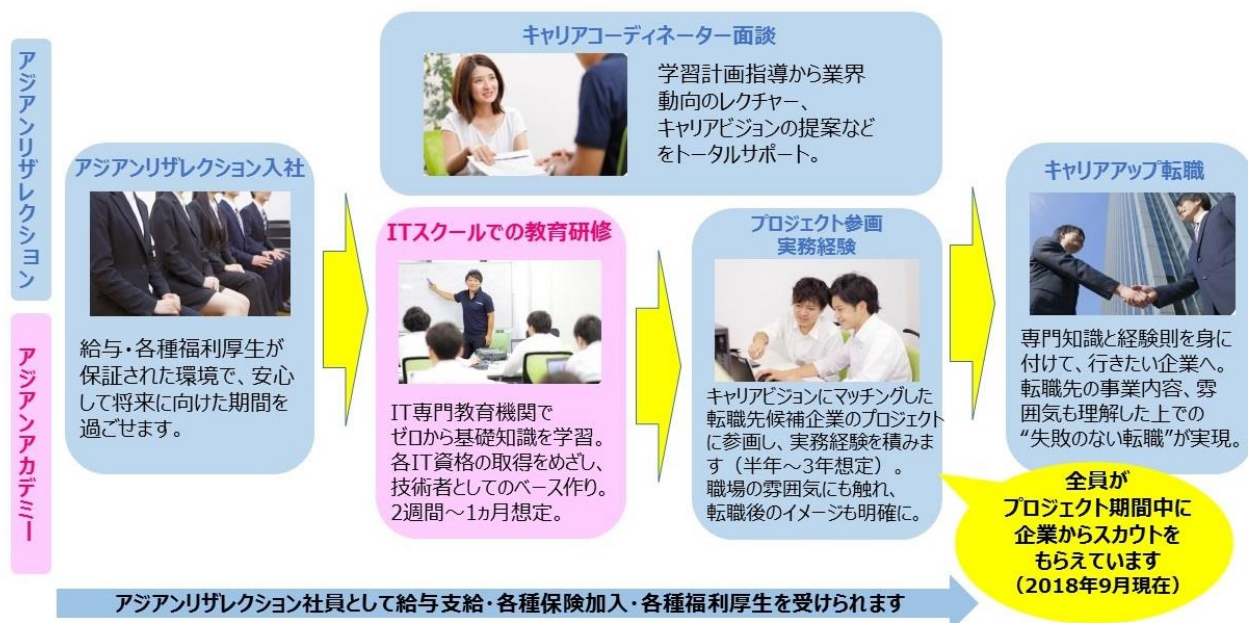 アジアンリザレクション
アジアンアカデミー
アジアンリザレクション入社
給与・各種福利厚生が
保証された環境で、安心
して将来に向けた期間を
過ごせます。
キャリアコーディネーター面談
学習計画指導から業界
動向のレクチャー、
キャリアビジョンの提案など
をトータルサポート。
ITスクールでの教育研修
IT専門教育機関で
ゼロから基礎知識を学習。
各IT資格の取得をめざし、
技術者としてのベース作り。
2週間~1ヵ月想定。
プロジェクト参画
実務経験
キャリアビジョンにマッチングした
転職先候補企業のプロジェクト
に参画し、実務経験を積みま
す(半年~3年想定)。
職場の雰囲気にも触れ、
転職後のイメージも明確に。
キャリアアップ転職
専門知識と経験則を身に
付けて、行きたい企業へ。
転職先の事業内容、雰
囲気も理解した上での
“失敗のない転職”が実現。
全員が
プロジェクト期間中に
企業からスカウトを
もらえています
(2018年9月現在)
アジアンリザレクション社員として給与支給・各種保険加入・各種福利厚生を受けられます